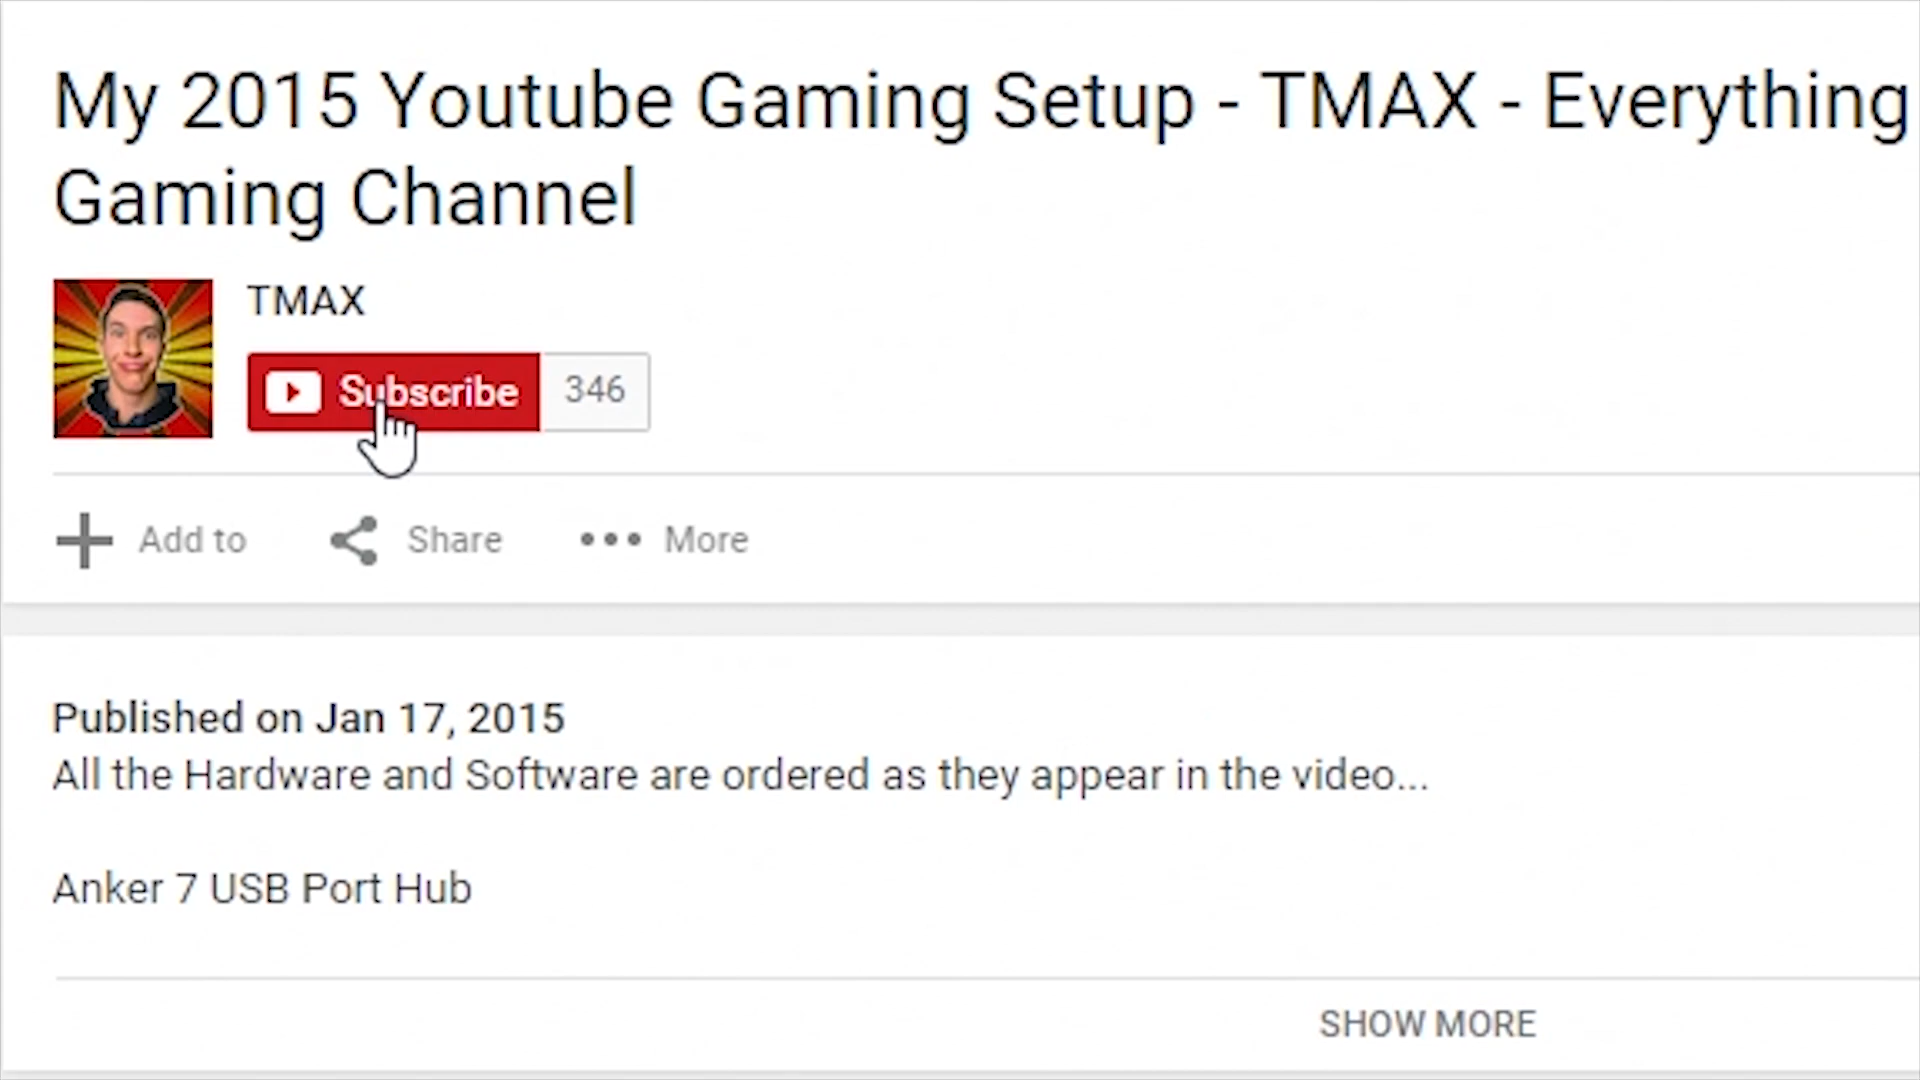 My 2015 Youtube Gaming Setup - TMAX - Everything
Gaming Channel
TMAX
Subscribe 346
Add to Share More
Published on Jan 17, 2015
All the Hardware and Software are ordered as they appear in the video...
Anker 7 USB Port Hub
SHOW MORE